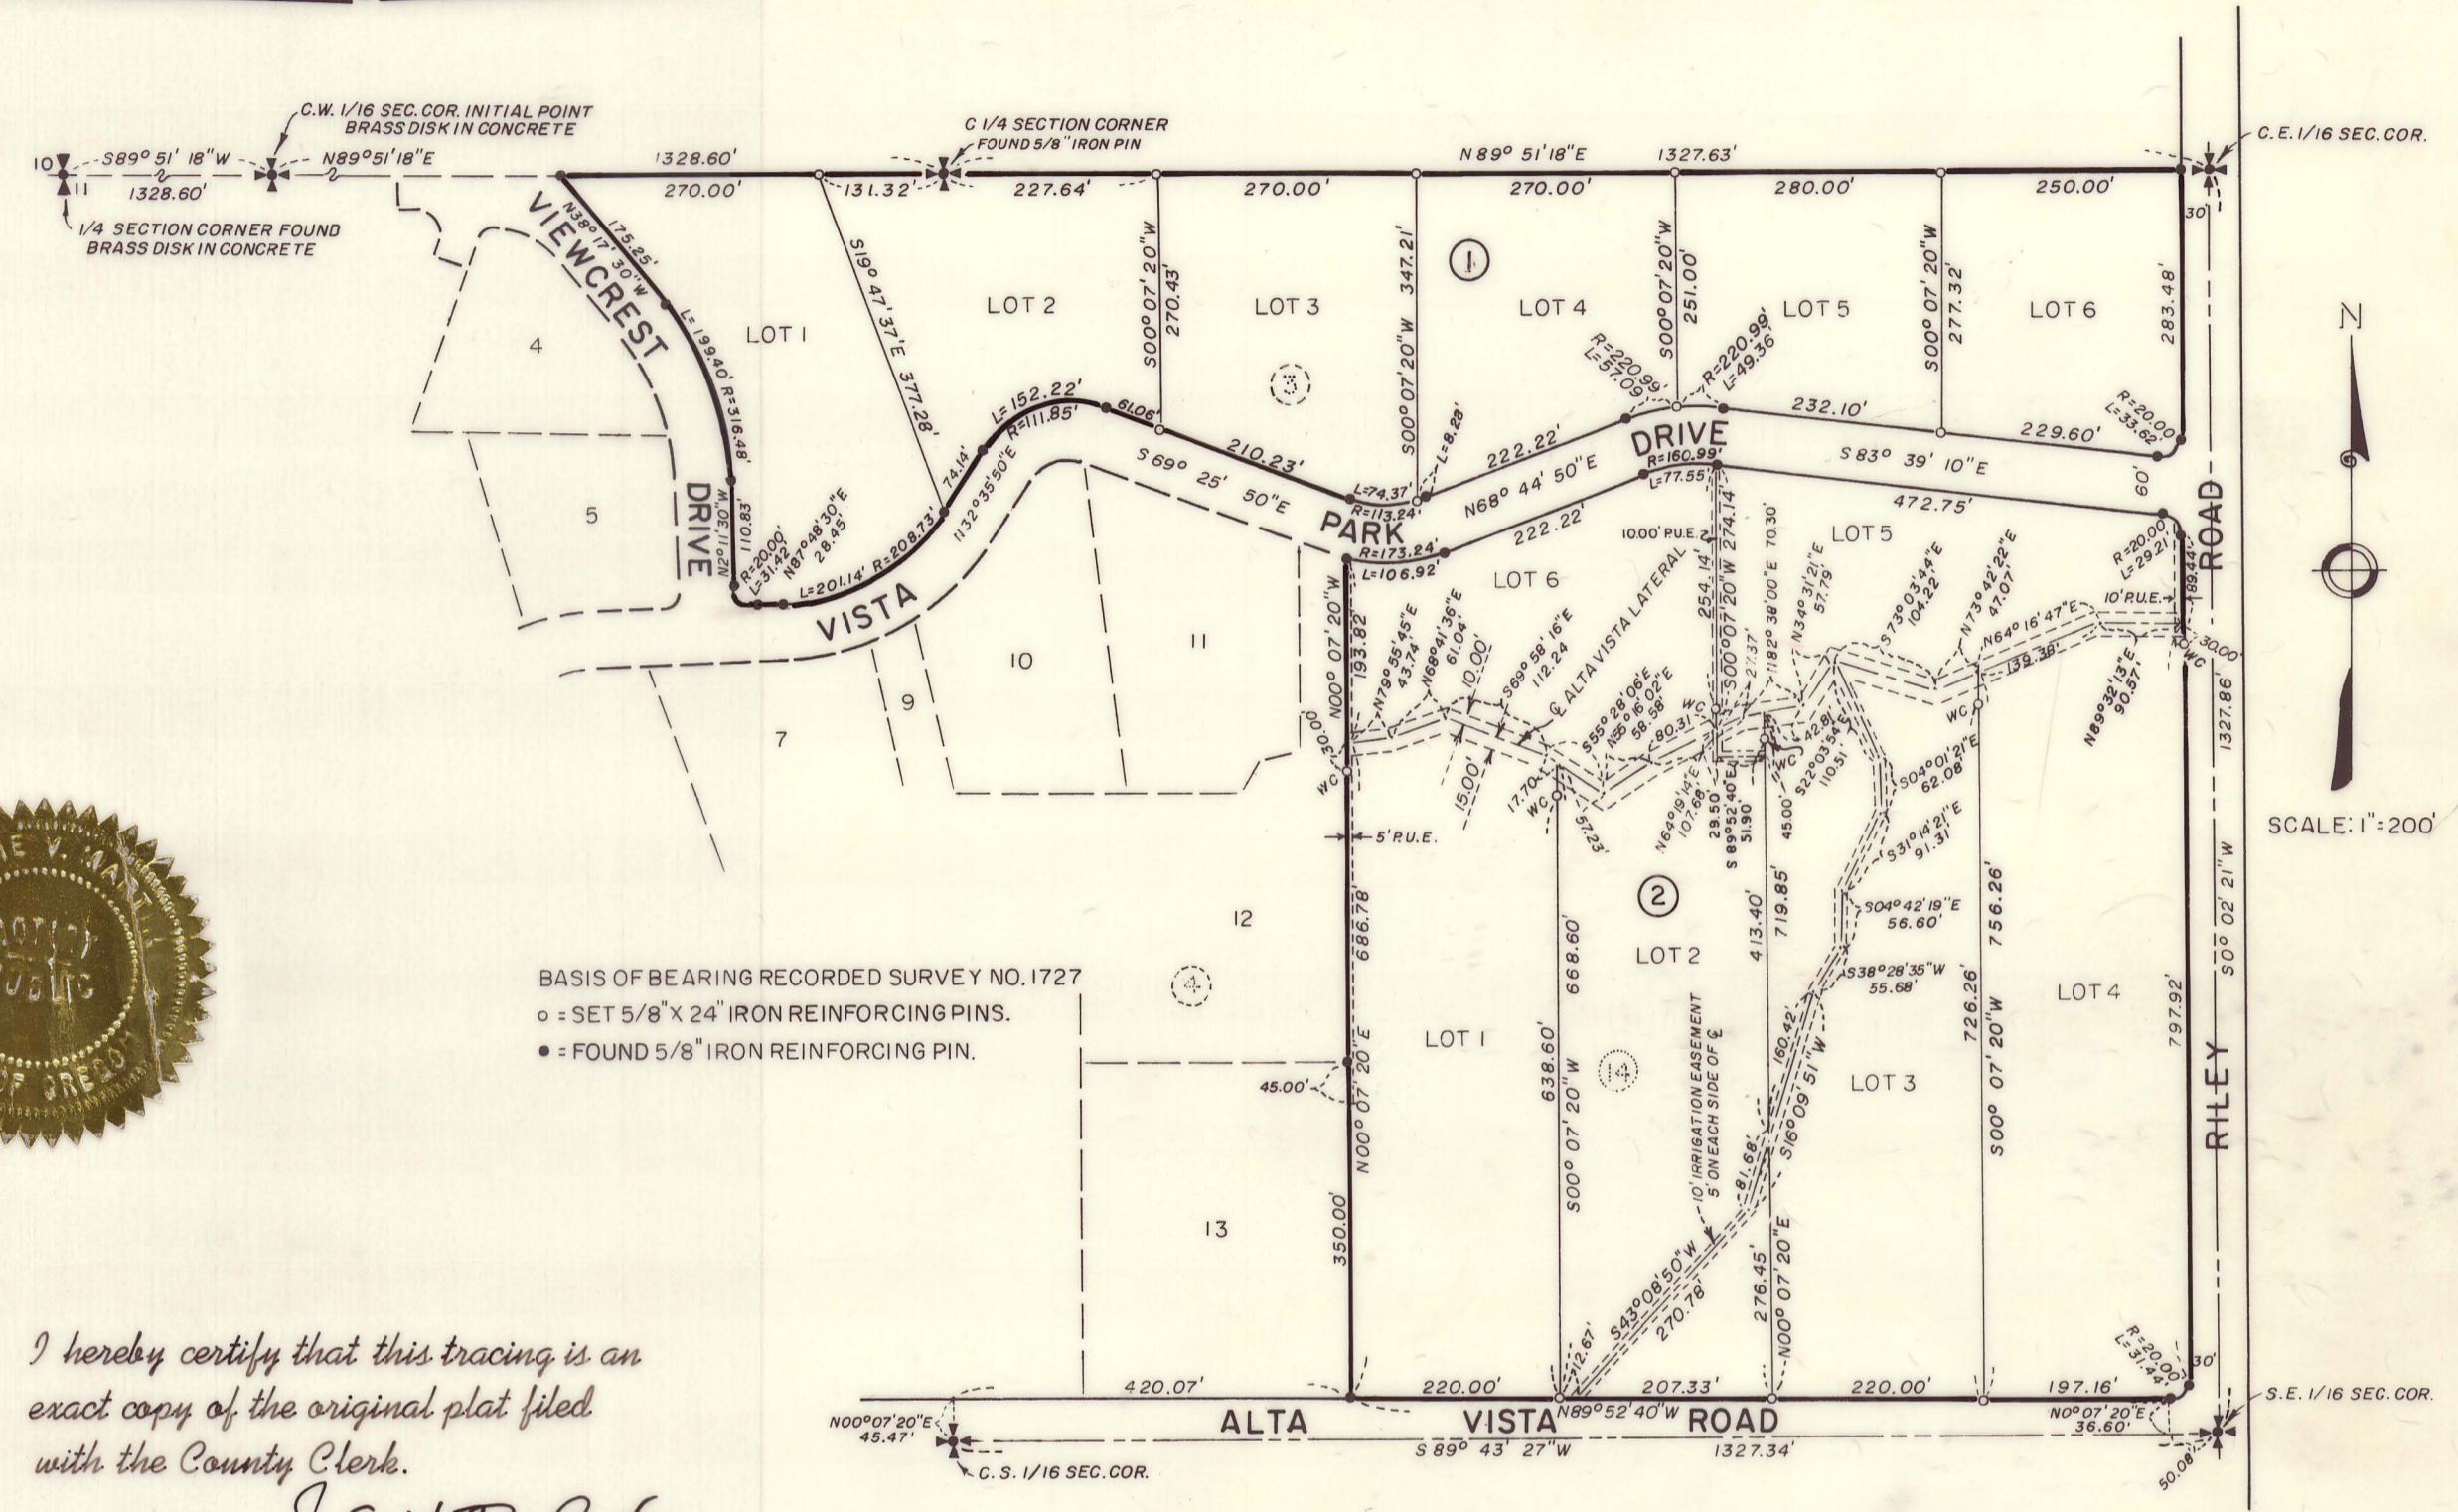 C.W. 1/16 SEC. COR. INITIAL POINT
BRASS DISK IN CONCRETE
C 1/4 SECTION CORNER
FOUND 5/8" IRON PIN
C.E. 1/16 SEC. COR.
10
11
S89° 51' 18"W
1328.60'
N89°51'18"E
1/4 SECTION CORNER FOUND
BRASS DISK IN CONCRETE
1328.60'
270.00'
131.32'
227.64'
270.00'
N 89° 51'18"E
1327.63'
270.00'
280.00'
250.00'
30'
N38°17'30"W
175.25'
VIEWCREST
DRIVE
L=199.40' R=316.48'
N2°11'30"W
110.83'
R=20.00'
L=31.42'
N87°48'30"E
28.45'
L=201.14' R=208.73'
VISTA
4
5
7
9
10
11
12
13
LOT 1
S19° 47' 37"E 377.28'
LOT 2
S00°07' 20"W
270.43'
LOT 3
3
S00°07'20"W 347.21'
1
LOT 4
S00°07'20"W
251.00'
LOT 5
S00°07' 20"W
277.32'
LOT 6
283.48'
74.14'
L=152.22'
R=111.85'
61.06'
210.23'
S 69° 25' 50"E
L=74.37'
R=113.24'
L=8.28'
222.22'
R=220.99'
L=57.09
R=220.99'
L=49.36'
232.10'
229.60'
R=20.00
L=33.62'
60'
PARK
DRIVE
N68° 44' 50"E
S 83° 39' 10"E
R=160.99'
L=77.55'
472.75'
R=20.00'
L=29.21'
89.44'
R=173.24'
L=106.92'
222.22'
LOT 6
LOT 5
10.00' P.U.E.
254.14'
S00°07'20"W 274.14'
10' P.U.E.
30.00'
WC
N00° 07' 20"W
193.82'
WC
30.00'
N79°55'45"E
43.74'
N68°41'36"E
61.04'
10.00'
15.00'
S69°58'16"E
112.24
℄ ALTA VISTA LATERAL
S55°28'06"E
N55°16'02"E
58.58'
80.31'
17.70
WC
57.23'
WC
27.37'
70.30'
N34°31'21"E
57.79'
S73°03'44"E
104.22'
N73°42'22"E
47.07'
N64°16'47"E
139.38'
N89°32'13"E
90.57'
WC
N64°19'14"E
107.68'
29.50'
S 89°52'40"E
51.90'
45.00'
WC
42.81'
S22°03'54"E
110.51'
S04°01'21"E
62.08'
S31°14'21"E
91.31'
S04°42'19"E
56.60'
S38°28'35"W
55.68'
5' P.U.E.
686.78'
N00° 07' 20"E
45.00'
350.00'
4
2
14
LOT 1
638.60'
668.60'
S00° 07' 20"W
LOT 2
413.40'
719.85'
LOT 3
726.26'
756.26'
S00° 07' 20"W
LOT 4
797.92'
10' IRRIGATION EASEMENT
5' ON EACH SIDE OF ℄
160.42'
S16°09'51"W
81.68'
S43°08'50"W
270.78'
12.67'
276.45'
N00°07'20"E
R=20.00'
L=31.44'
30'
RILEY
ROAD
S0° 02' 21"W
1327.86'
420.07'
220.00'
207.33'
220.00'
197.16'
N00°07'20"E
45.47'
ALTA VISTA ROAD
N89°52'40"W
S 89° 43' 27"W
1327.34'
N0°07'20"E
36.60'
50.08'
C.S. 1/16 SEC. COR.
S.E. 1/16 SEC. COR.
N
SCALE: 1"=200'
BASIS OF BEARING RECORDED SURVEY NO. 1727
○ = SET 5/8" X 24" IRON REINFORCING PINS.
● = FOUND 5/8" IRON REINFORCING PIN.
I hereby certify that this tracing is an
exact copy of the original plat filed
with the County Clerk.